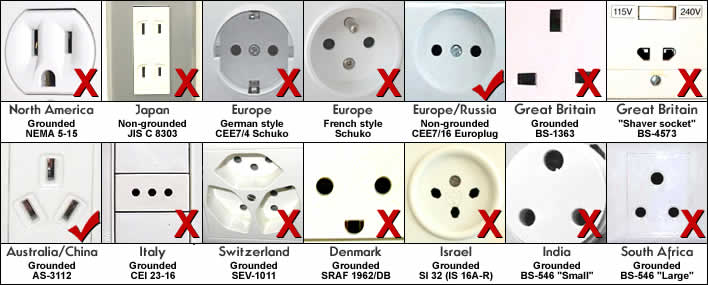 115V 240V
North America
Grounded
NEMA 5-15
Japan
Non-grounded
JIS C 8303
Europe
German style
CEE7/4 Schuko
Europe
French style
Schuko
Europe/Russia
Non-grounded
CEE7/16 Europlug
Great Britain
Grounded
BS-1363
Great Britain
"Shaver socket"
BS-4573
Australia/China
Grounded
AS-3112
Italy
Grounded
CEI 23-16
Switzerland
Grounded
SEV-1011
Denmark
Grounded
SRAF 1962/DB
Israel
Grounded
SI 32 (IS 16A-R)
India
Grounded
BS-546 "Small"
South Africa
Grounded
BS-546 "Large"